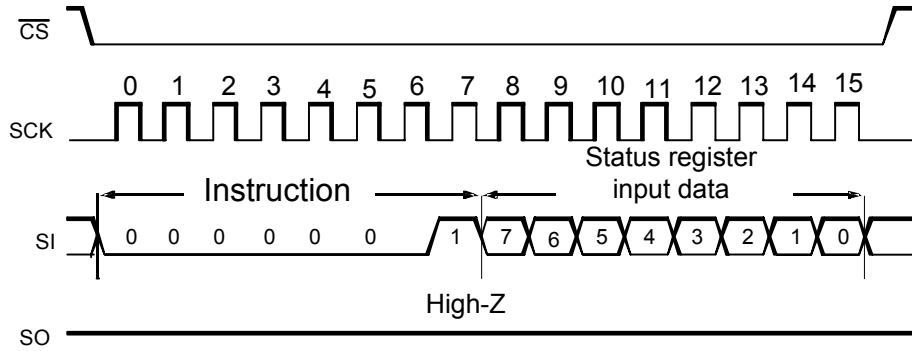 CS
0 1 2 3 4 5 6 7 8 9 10 11 12 13 14 15
SCK
Instruction
Status register
input data
SI
0 0 0 0 0 0 1 7 6 5 4 3 2 1 0
High-Z
SO